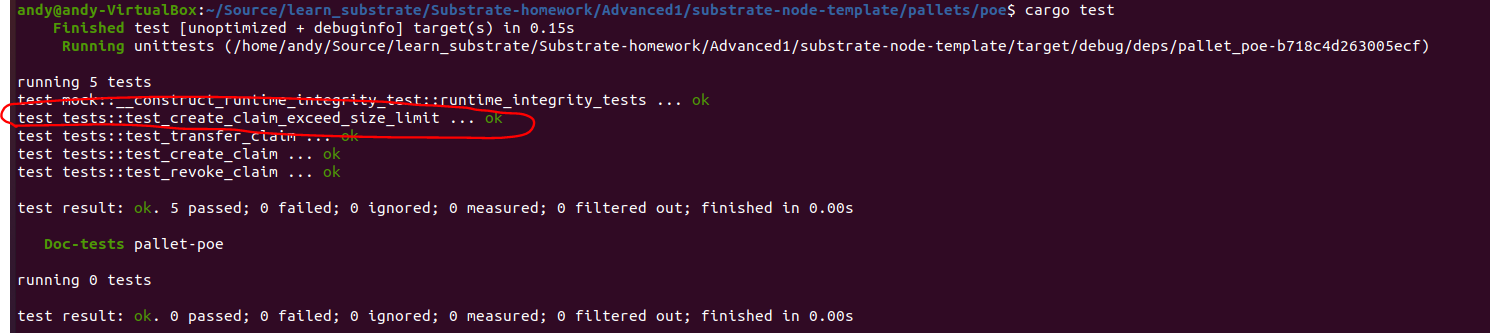 andy@andy-VirtualBox:~/Source/learn_substrate/Substrate-homework/Advanced1/substrate-node-template/pallets/poe$ cargo test
Finished test [unoptimized + debuginfo] target(s) in 0.15s
Running unittests (/home/andy/Source/learn_substrate/Substrate-homework/Advanced1/substrate-node-template/target/debug/deps/pallet_poe-b718c4d263005ecf)
running 5 tests
test mock::__construct_runtime_integrity_test::runtime_integrity_tests ... ok
test tests::test_create_claim_exceed_size_limit ... ok
test tests::test_transfer_claim ... ok
test tests::test_create_claim ... ok
test tests::test_revoke_claim ... ok
test result: ok. 5 passed; 0 failed; 0 ignored; 0 measured; 0 filtered out; finished in 0.00s
Doc-tests pallet-poe
running 0 tests
test result: ok. 0 passed; 0 failed; 0 ignored; 0 measured; 0 filtered out; finished in 0.00s